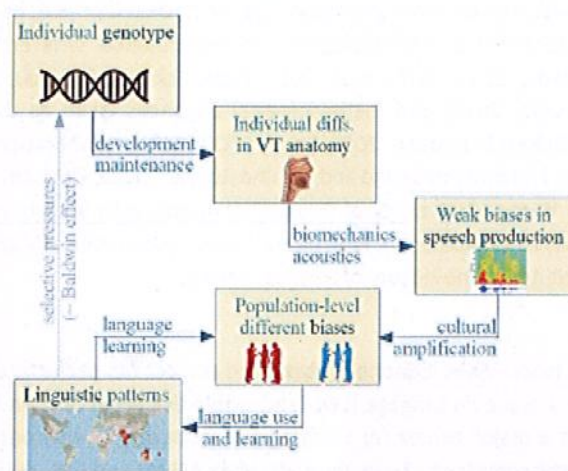 Individual genotype
development
maintenance
Individual diffs.
in VT anatomy
biomechanics
acoustics
Weak biases in
speech production
selective pressures
(~ Baldwin effect)
language
learning
Population-level
different biases
cultural
amplification
Linguistic patterns
language use
and learning